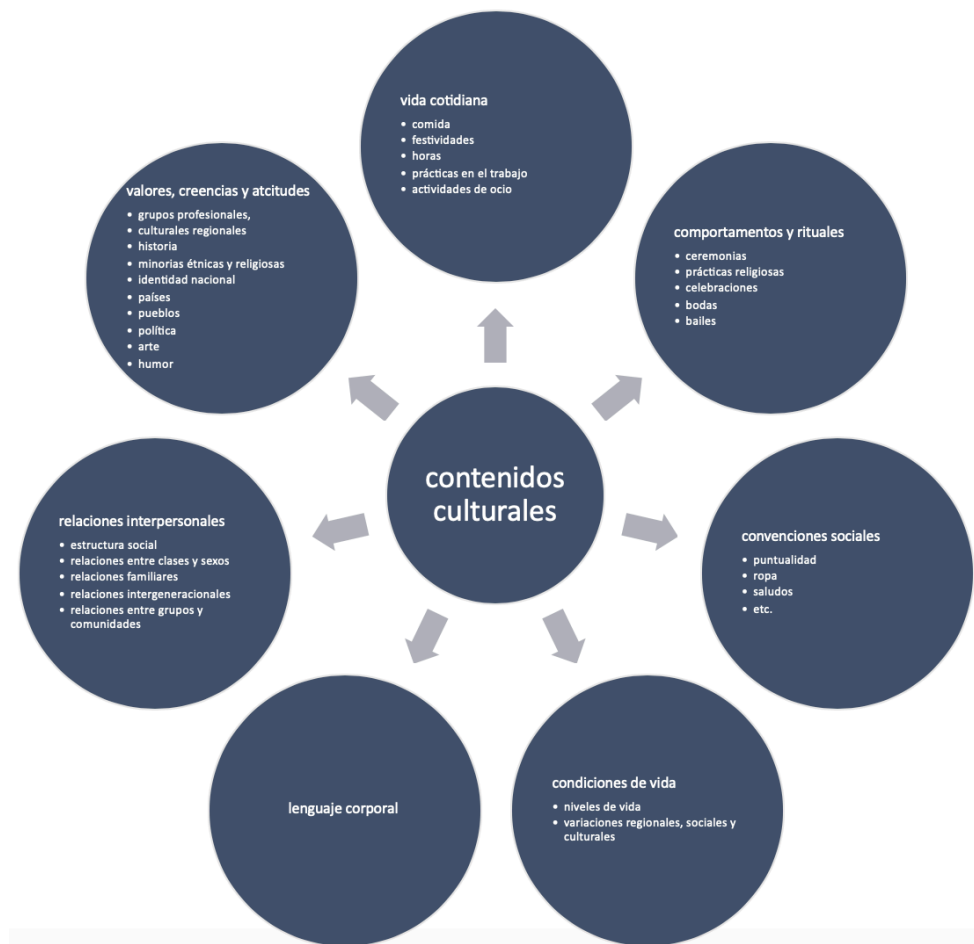 vida cotidiana
• comida
• festividades
• horas
• prácticas en el trabajo
• actividades de ocio
comportamientos y rituales
• ceremonias
• prácticas religiosas
• celebraciones
• bodas
• bailes
convenciones sociales
• puntualidad
• ropa
• saludos
• etc.
condiciones de vida
• niveles de vida
• variaciones regionales, sociales y
culturales
lenguaje corporal
relaciones interpersonales
• estructura social
• relaciones entre clases y sexos
• relaciones familiares
• relaciones intergeneracionales
• relaciones entre grupos y
comunidades
valores, creencias y atcitudes
• grupos profesionales,
• culturales regionales
• historia
• minorias étnicas y religiosas
• identidad nacional
• países
• pueblos
• política
• arte
• humor
contenidos
culturales